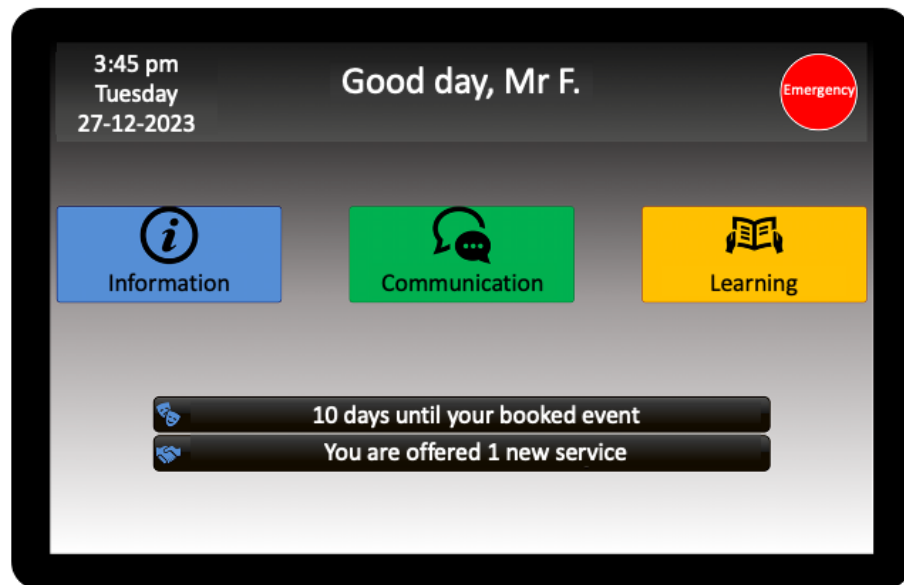 3:45 pm
Tuesday
27-12-2023
Good day, Mr F.
Emergency
Information
Communication
Learning
10 days until your booked event
You are offered 1 new service